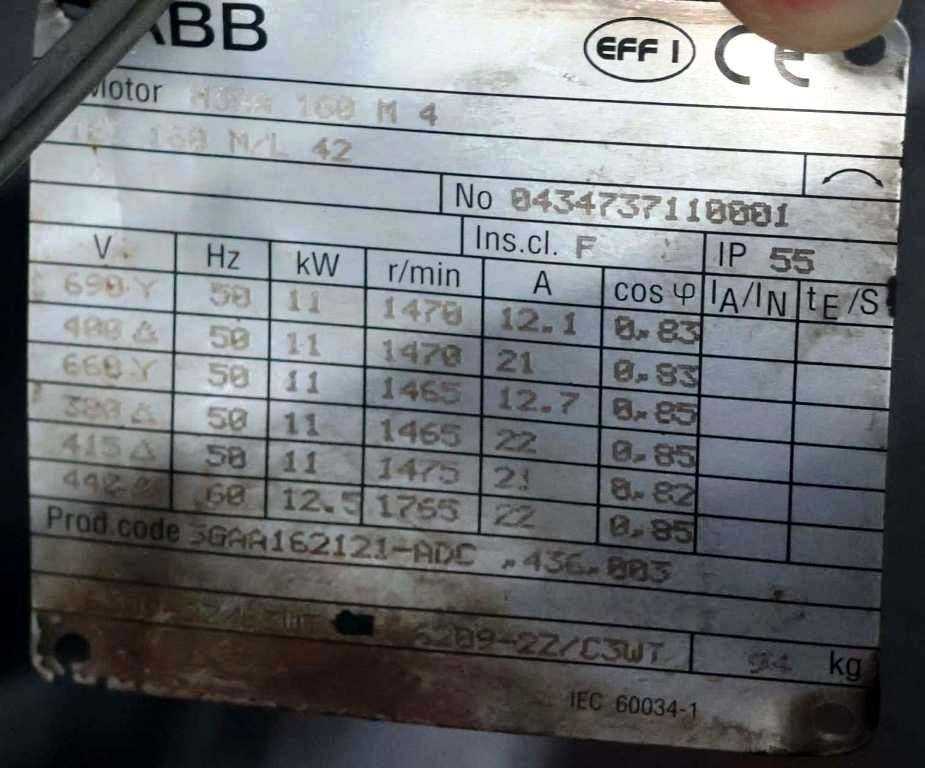 ABB EFF 1 CE
Motor M3AA 160 M 4
160 M/L 42
No 0434737110001
Ins.cl. F IP 55
V Hz kW r/min A cos φ IA/IN tE/S
690 Y 50 11 1470 12.1 0.83
400 Δ 50 11 1470 21 0.83
660 Y 50 11 1465 12.7 0.85
380 Δ 50 11 1465 22 0.85
415 Δ 50 11 1475 21 0.82
440 Δ 60 12.5 1765 22 0.85
Prod.code 3GAA162121-ADC ,436.003
6209-2Z/C3WT 94 kg
IEC 60034-1